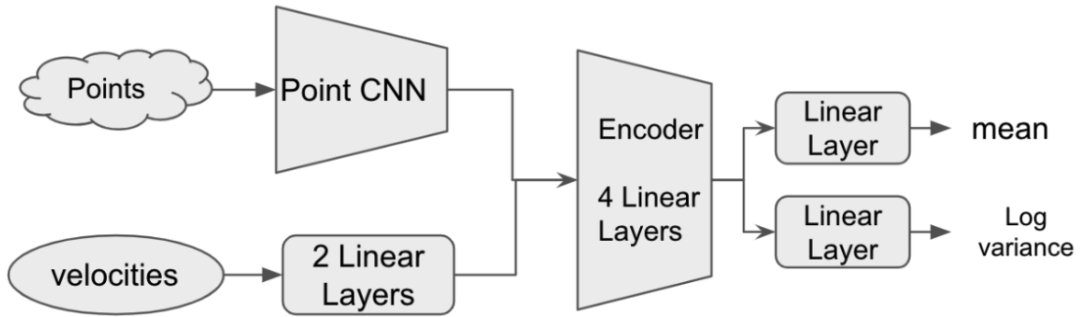 Points
Point CNN
velocities
2 Linear
Layers
Encoder
4 Linear
Layers
Linear
Layer
mean
Linear
Layer
Log
variance